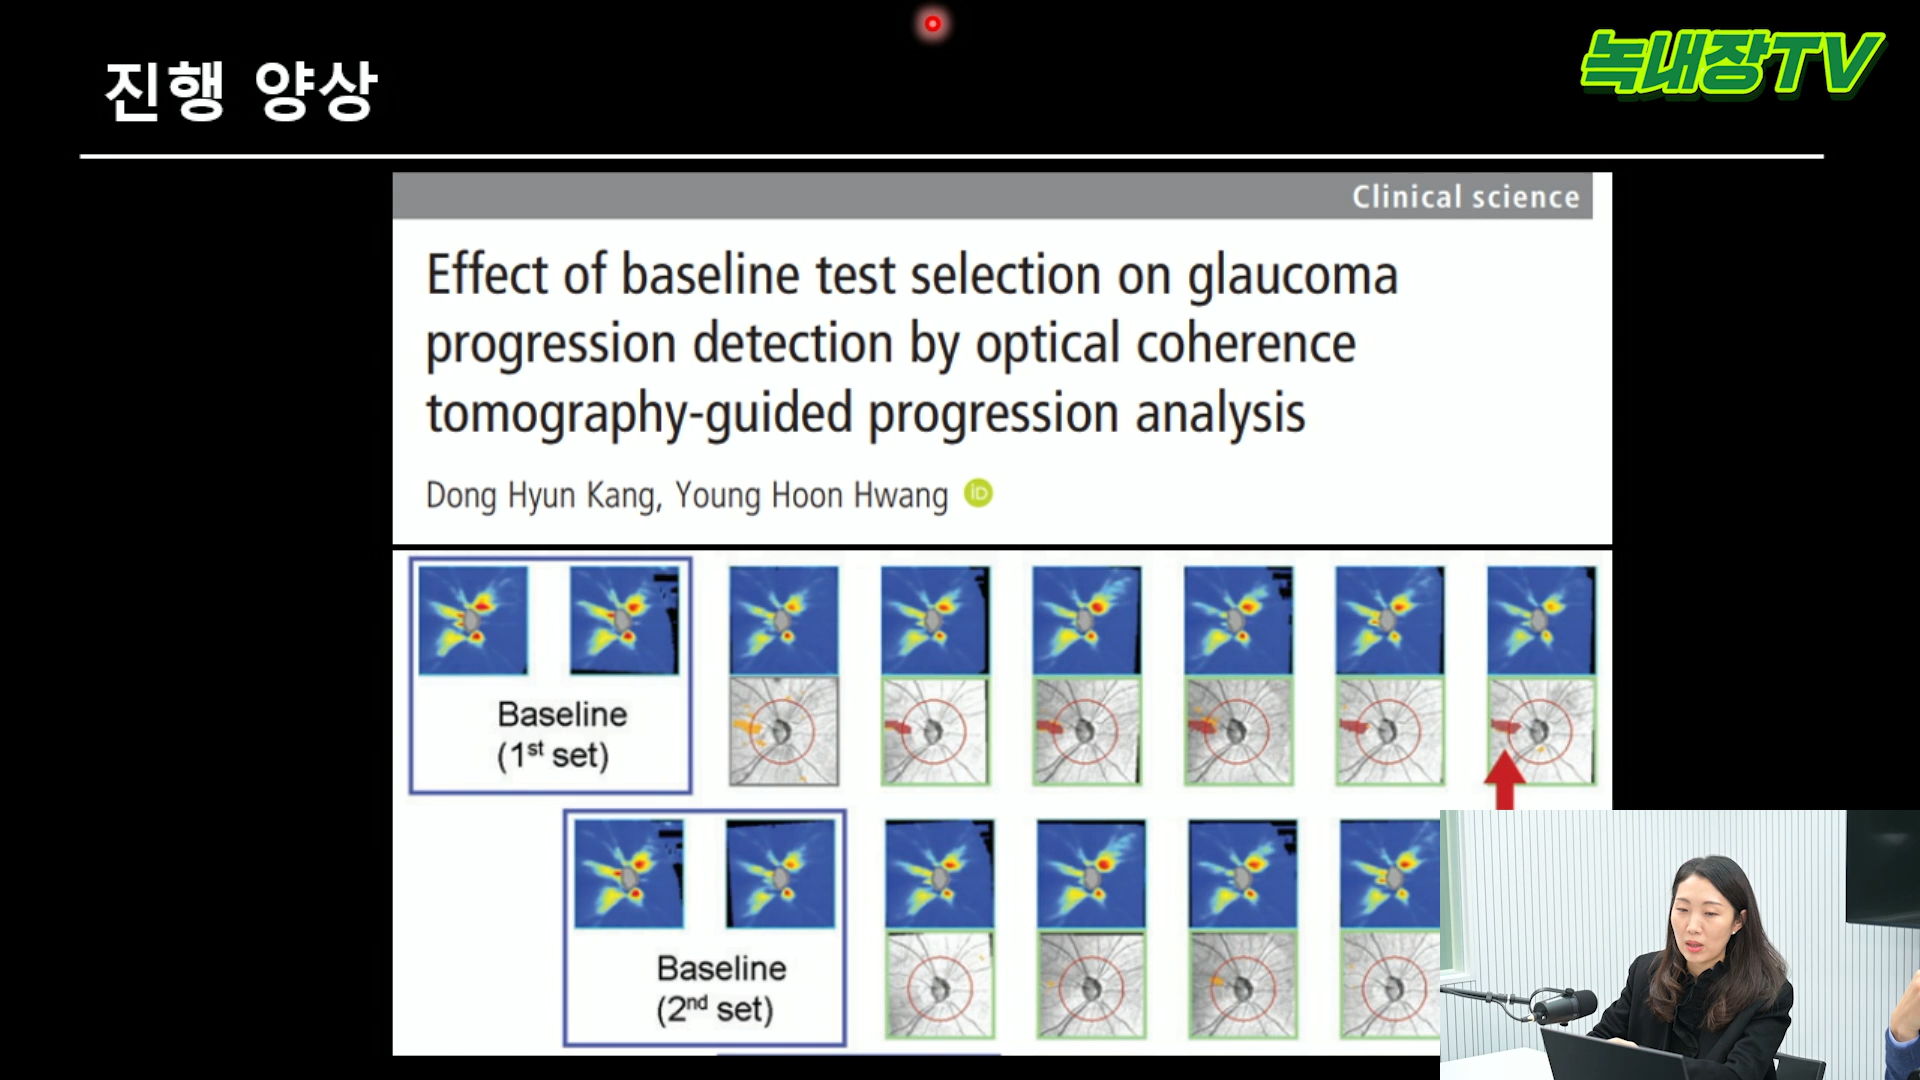 진행 양상
녹내장TV
Clinical science
Effect of baseline test selection on glaucoma
progression detection by optical coherence
tomography-guided progression analysis
Dong Hyun Kang, Young Hoon Hwang iD
Baseline
(1st set)
Baseline
(2nd set)